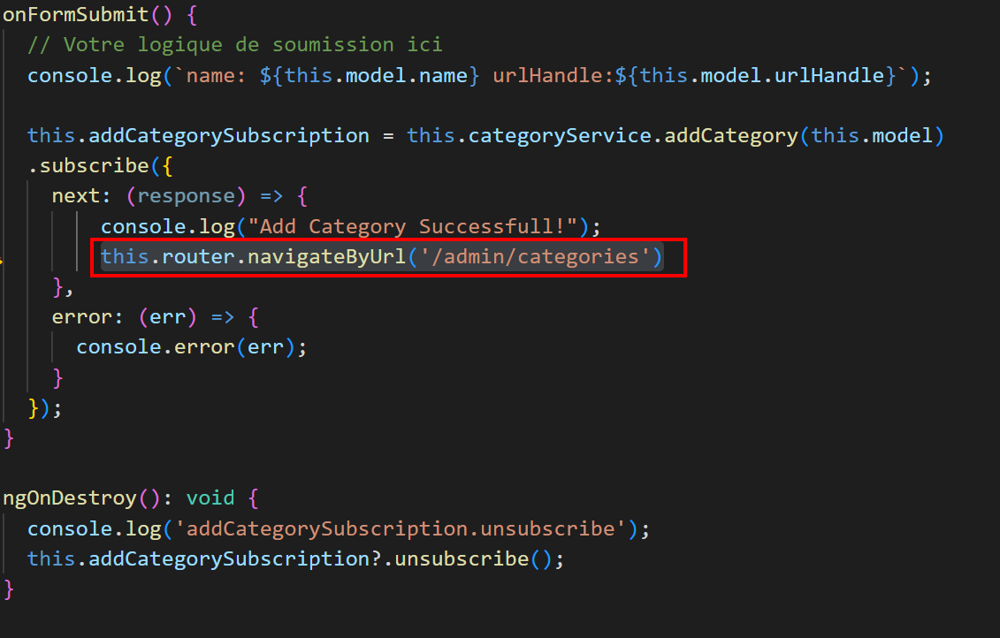 onFormSubmit() {
// Votre logique de soumission ici
console.log(`name: ${this.model.name} urlHandle:${this.model.urlHandle}`);
this.addCategorySubscription = this.categoryService.addCategory(this.model)
.subscribe({
next: (response) => {
console.log("Add Category Successfull!");
this.router.navigateByUrl('/admin/categories')
},
error: (err) => {
console.error(err);
}
});
}
ngOnDestroy(): void {
console.log('addCategorySubscription.unsubscribe');
this.addCategorySubscription?.unsubscribe();
}